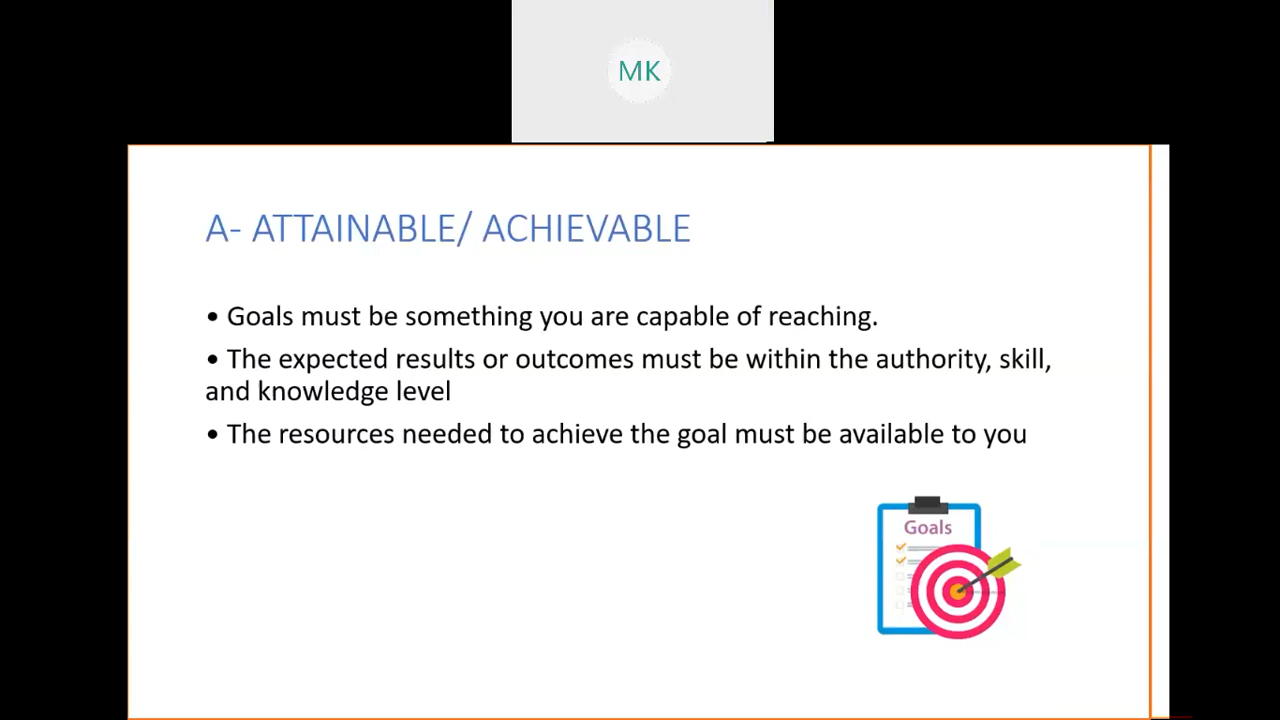 MK
A- ATTAINABLE/ ACHIEVABLE
• Goals must be something you are capable of reaching.
• The expected results or outcomes must be within the authority, skill,
and knowledge level
• The resources needed to achieve the goal must be available to you
Goals